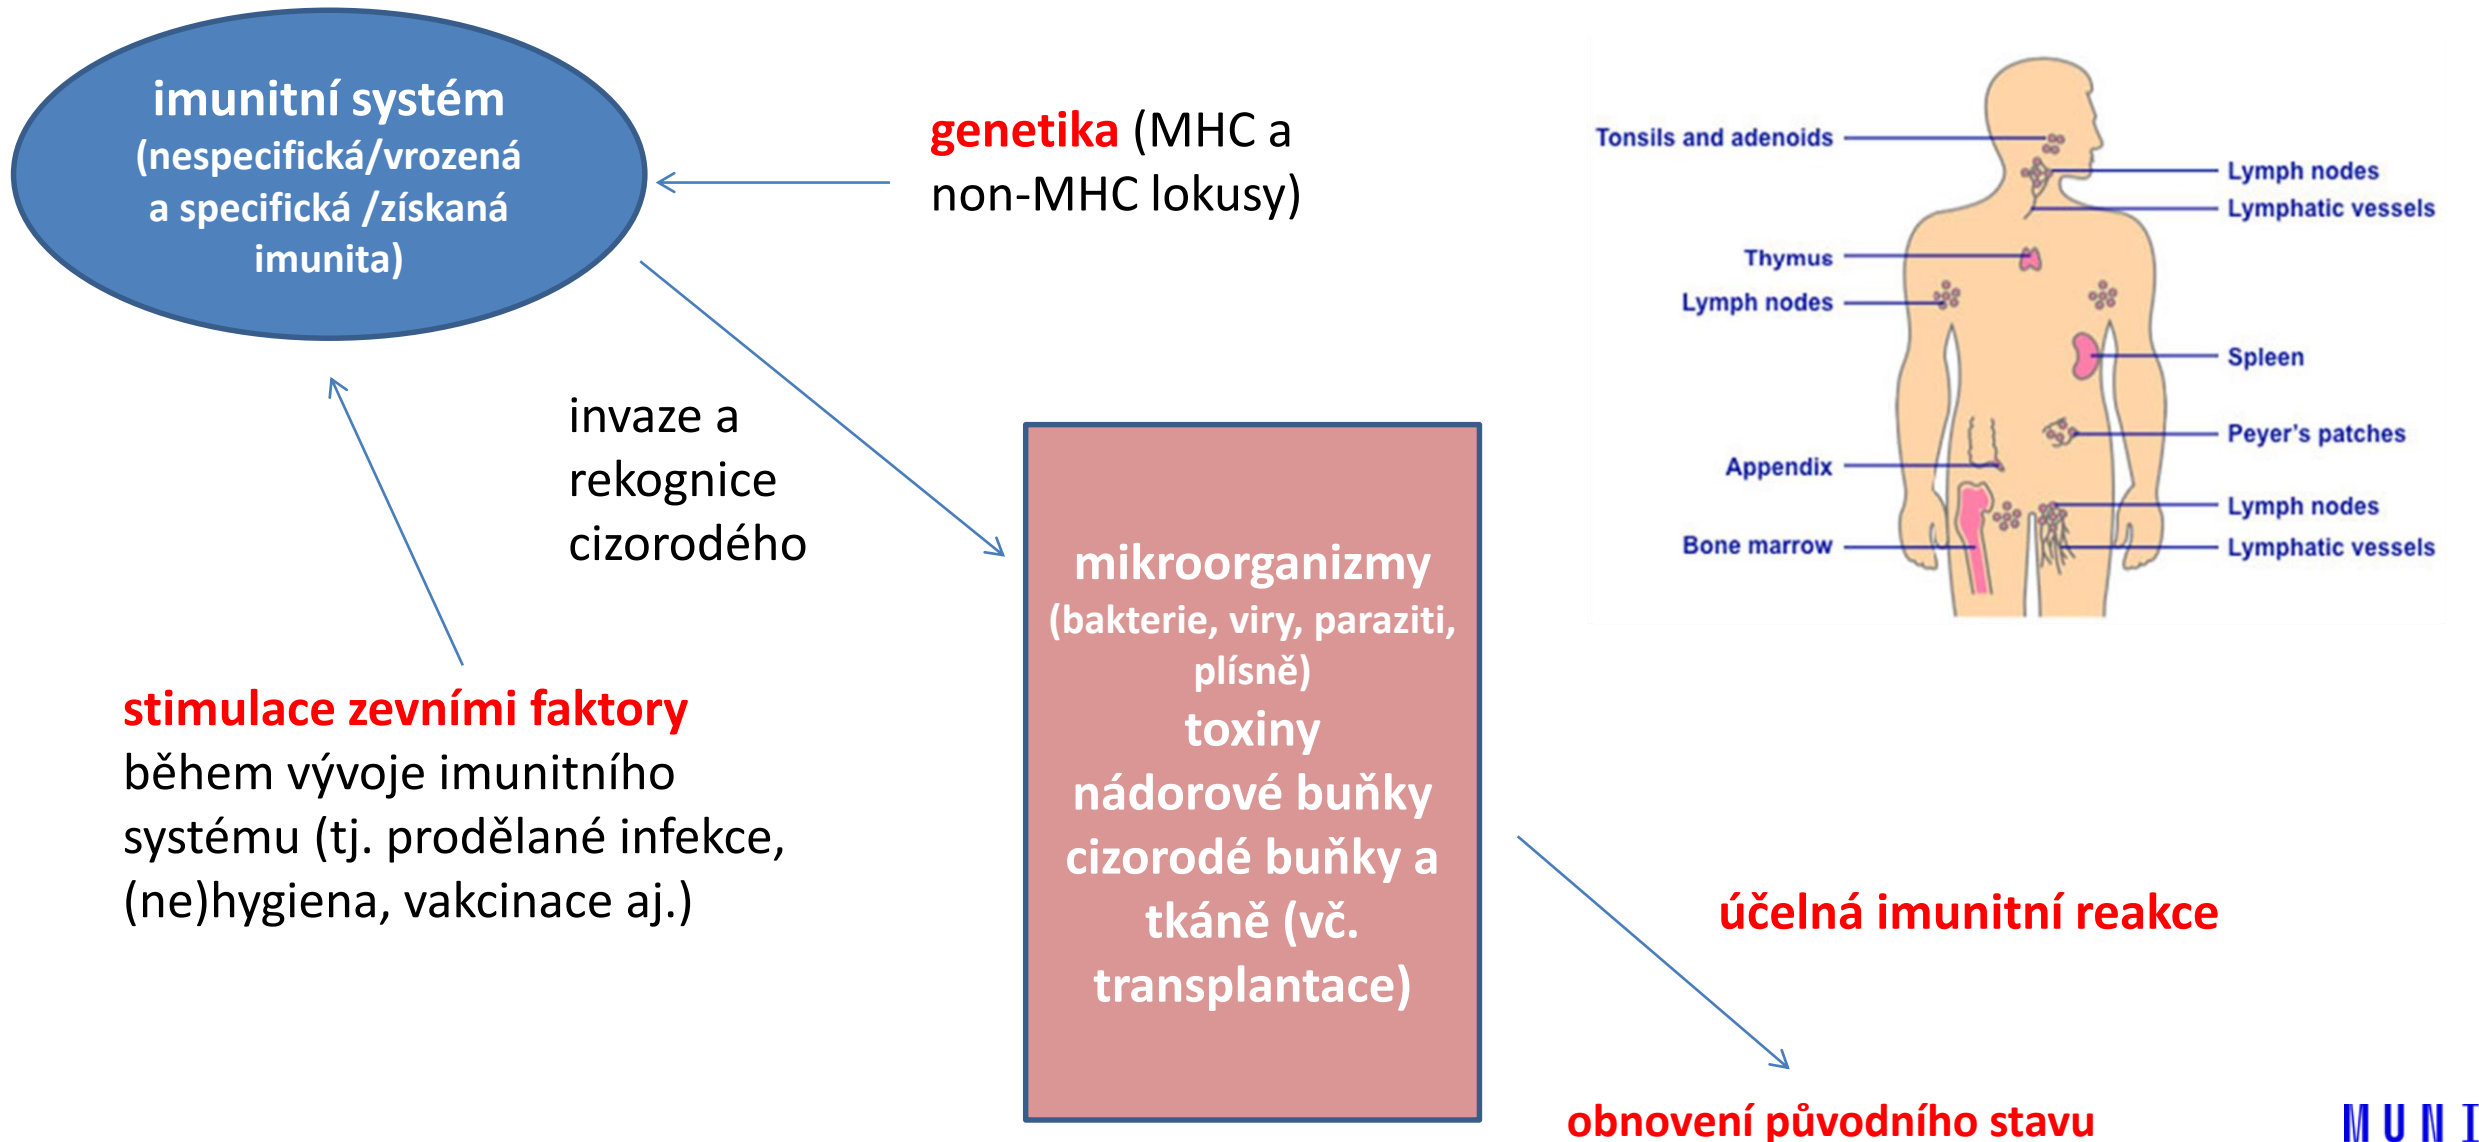 imunitní systém
(nespecifická/vrozená
a specifická /získaná
imunita)
genetika (MHC a
non-MHC lokusy)
invaze a
rekognice
cizorodého
stimulace zevními faktory
během vývoje imunitního
systému (tj. prodělané infekce,
(ne)hygiena, vakcinace aj.)
mikroorganizmy
(bakterie, viry, paraziti,
plísně)
toxiny
nádorové buňky
cizorodé buňky a
tkáně (vč.
transplantace)
Tonsils and adenoids
Lymph nodes
Lymphatic vessels
Thymus
Lymph nodes
Spleen
Peyer's patches
Appendix
Lymph nodes
Bone marrow
Lymphatic vessels
účelná imunitní reakce
obnovení původního stavu
MUNI